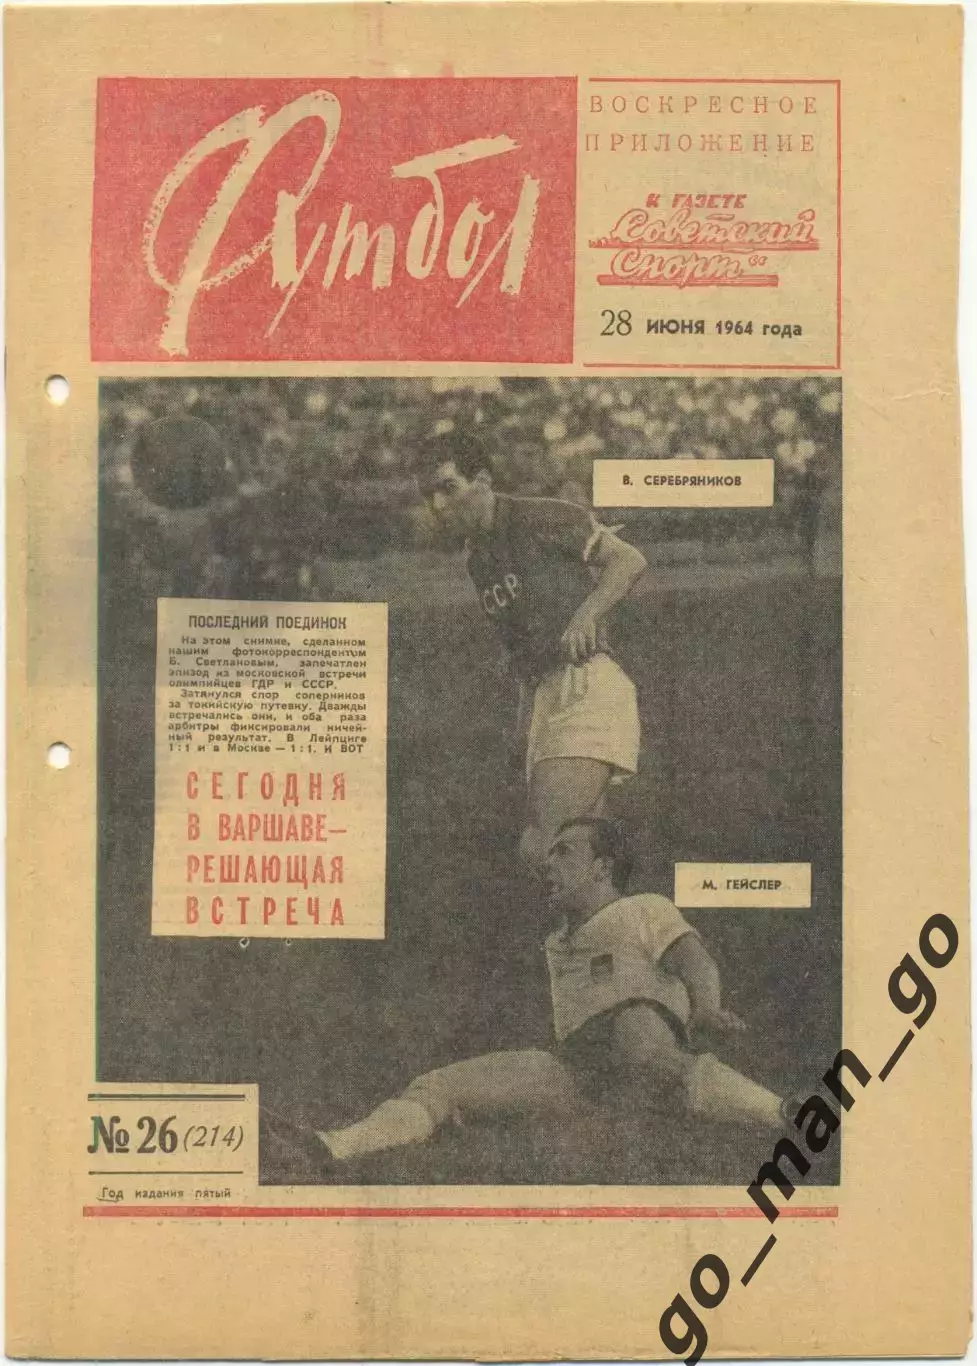 Футбол
ВОСКРЕСНОЕ
ПРИЛОЖЕНИЕ
К ГАЗЕТЕ
„Советский
Спорт“
28 ИЮНЯ 1964 года
В. СЕРЕБРЯНИКОВ
СССР
ПОСЛЕДНИЙ ПОЕДИНОК
На этом снимке, сделанном
нашим фотокорреспондентом
Б. Светлановым, запечатлен
эпизод из московской встречи
олимпийцев ГДР и СССР.
Затянулся спор соперников
за токийскую путевку. Дважды
встречались они, и оба раза
арбитры фиксировали ничей-
ный результат. В Лейпциге
1:1 и в Москве — 1:1. И ВОТ
СЕГОДНЯ
В ВАРШАВЕ—
РЕШАЮЩАЯ
ВСТРЕЧА
М. ГЕЙСЛЕР
№ 26 (214)
Год издания пятый
go_man_go